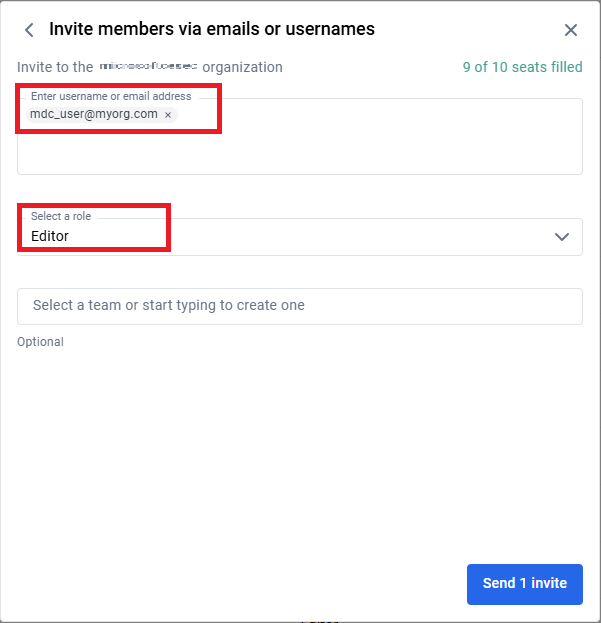 Invite members via emails or usernames
Invite to the organization
9 of 10 seats filled
Enter username or email address
mdc_user@myorg.com ×
Select a role
Editor
Select a team or start typing to create one
Optional
Send 1 invite